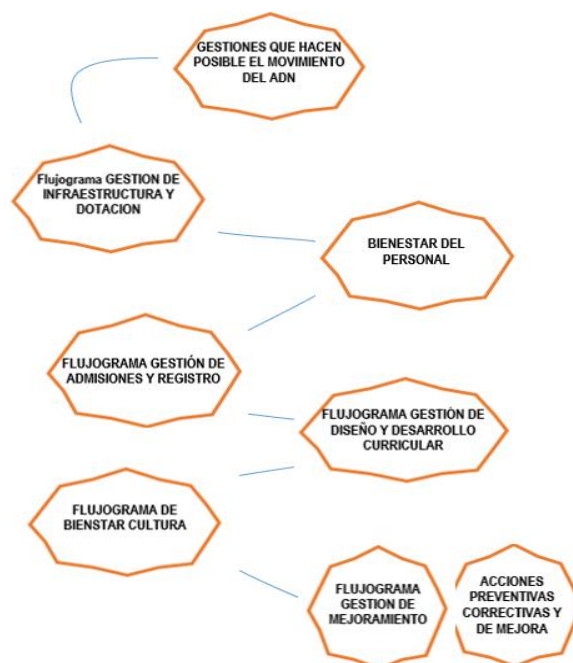 GESTIONES QUE HACEN
POSIBLE EL MOVIMIENTO
DEL ADN
Flujograma GESTION DE
INFRAESTRUCTURA Y
DOTACION
BIENESTAR DEL
PERSONAL
FLUJOGRAMA GESTIÓN DE
ADMISIONES Y REGISTRO
FLUJOGRAMA GESTIÓN DE
DISEÑO Y DESARROLLO
CURRICULAR
FLUJOGRAMA DE
BIENSTAR CULTURA
FLUJOGRAMA
GESTION DE
MEJORAMIENTO
ACCIONES
PREVENTIVAS
CORRECTIVAS Y
DE MEJORA